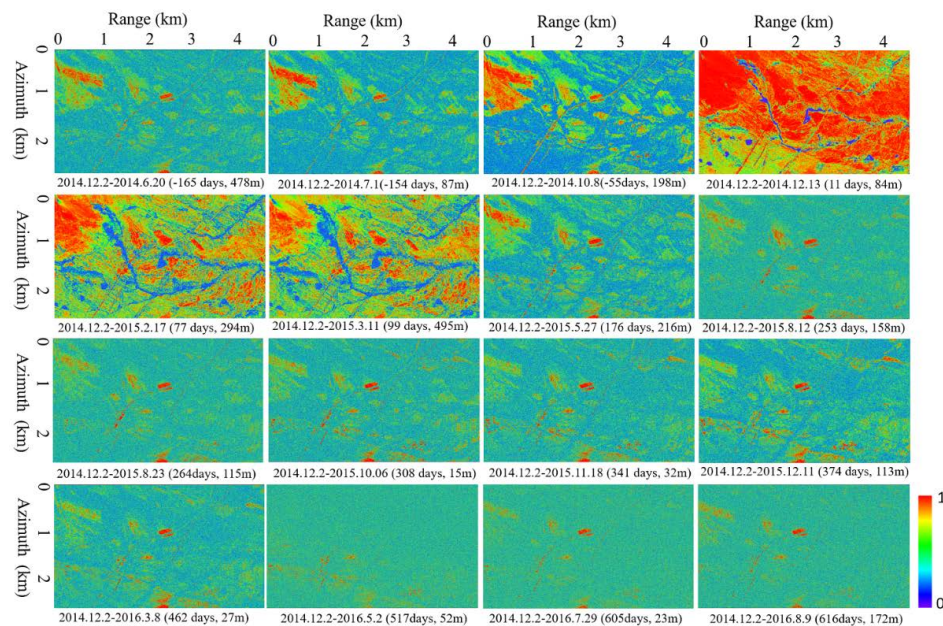 Range (km) Range (km) Range (km) Range (km)
0 1 2 3 4 0 1 2 3 4 0 1 2 3 4 0 1 2 3 4
0
1
2
Azimuth (km)
2014.12.2-2014.6.20 (-165 days, 478m) 2014.12.2-2014.7.1(-154 days, 87m) 2014.12.2-2014.10.8(-55days, 198m) 2014.12.2-2014.12.13 (11 days, 84m)
0
1
2
Azimuth (km)
2014.12.2-2015.2.17 (77 days, 294m) 2014.12.2-2015.3.11 (99 days, 495m) 2014.12.2-2015.5.27 (176 days, 216m) 2014.12.2-2015.8.12 (253 days, 158m)
0
1
2
Azimuth (km)
2014.12.2-2015.8.23 (264days, 115m) 2014.12.2-2015.10.06 (308 days, 15m) 2014.12.2-2015.11.18 (341 days, 32m) 2014.12.2-2015.12.11 (374 days, 113m)
0
1
2
Azimuth (km)
1
0
2014.12.2-2016.3.8 (462 days, 27m) 2014.12.2-2016.5.2 (517days, 52m) 2014.12.2-2016.7.29 (605days, 23m) 2014.12.2-2016.8.9 (616days, 172m)